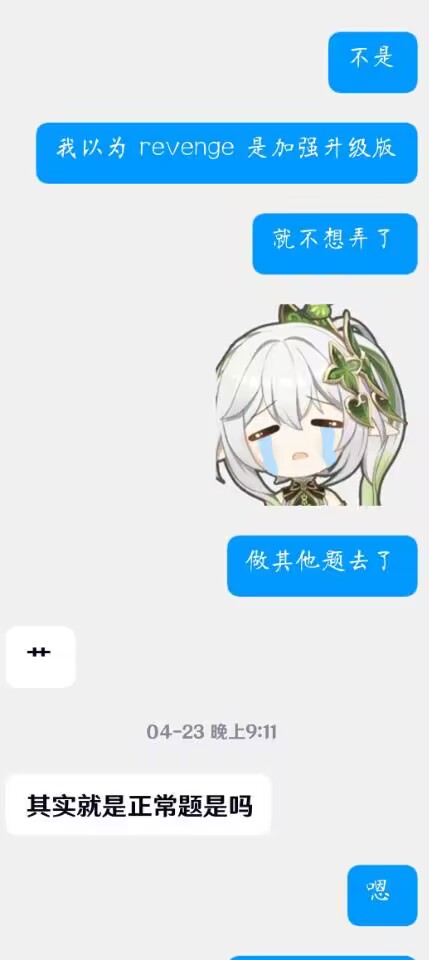 不是
我以为 revenge 是加强升级版
就不想弄了
做其他题去了
艹
04-23 晚上9:11
其实就是正常题是吗
嗯